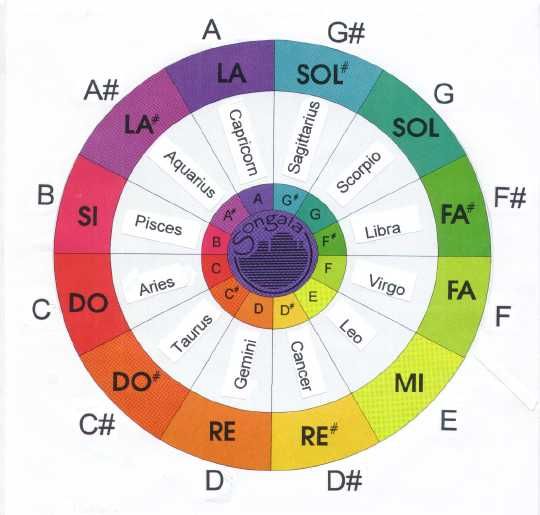 A
G#
G
F#
F
E
D#
D
C#
C
B
A#
LA
SOL#
SOL
FA#
FA
MI
RE#
RE
DO#
DO
SI
LA#
Capricorn
Sagittarius
Scorpio
Libra
Virgo
Leo
Cancer
Gemini
Taurus
Aries
Pisces
Aquarius
A
G#
G
F#
F
E
D#
D
C#
C
B
A#
Songaia